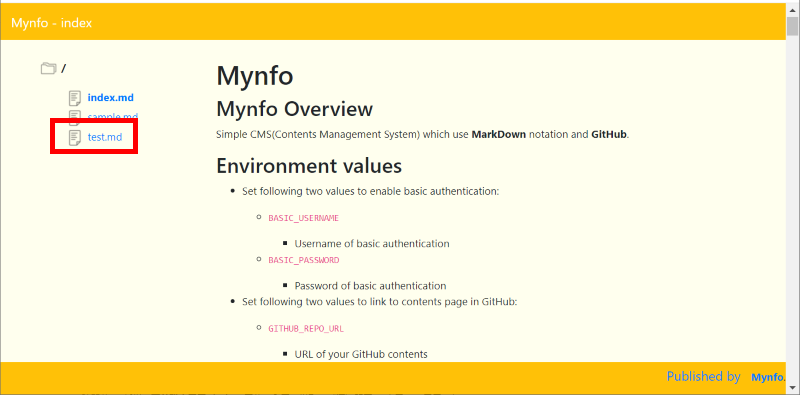 Mynfo - index
/
index.md
sample.md
test.md
Mynfo
Mynfo Overview
Simple CMS(Contents Management System) which use MarkDown notation and GitHub.
Environment values
Set following two values to enable basic authentication:
BASIC_USERNAME
Username of basic authentication
BASIC_PASSWORD
Password of basic authentication
Set following two values to link to contents page in GitHub:
GITHUB_REPO_URL
URL of your GitHub contents
Published by Mynfo.